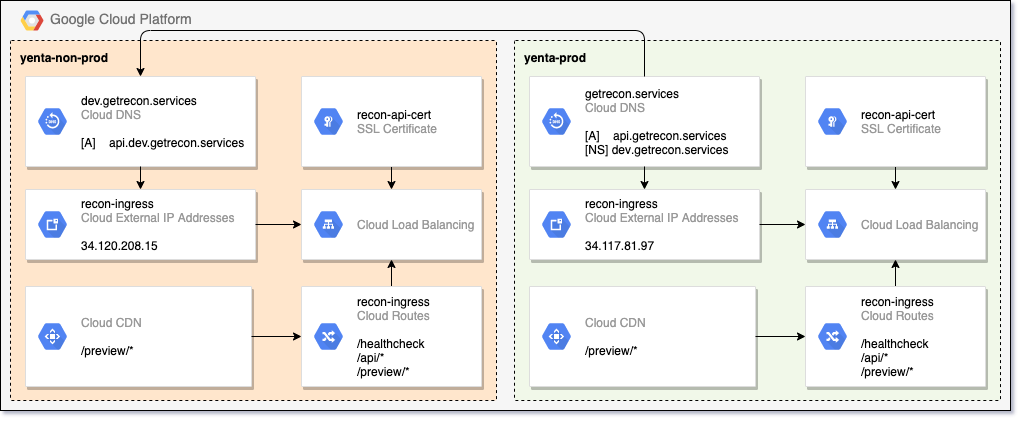 Google Cloud Platform
yenta-non-prod
dev.getrecon.services
Cloud DNS
[A] api.dev.getrecon.services
recon-api-cert
SSL Certificate
recon-ingress
Cloud External IP Addresses
34.120.208.15
Cloud Load Balancing
Cloud CDN
/preview/*
recon-ingress
Cloud Routes
/healthcheck
/api/*
/preview/*
yenta-prod
getrecon.services
Cloud DNS
[A] api.getrecon.services
[NS] dev.getrecon.services
recon-api-cert
SSL Certificate
recon-ingress
Cloud External IP Addresses
34.117.81.97
Cloud Load Balancing
Cloud CDN
/preview/*
recon-ingress
Cloud Routes
/healthcheck
/api/*
/preview/*